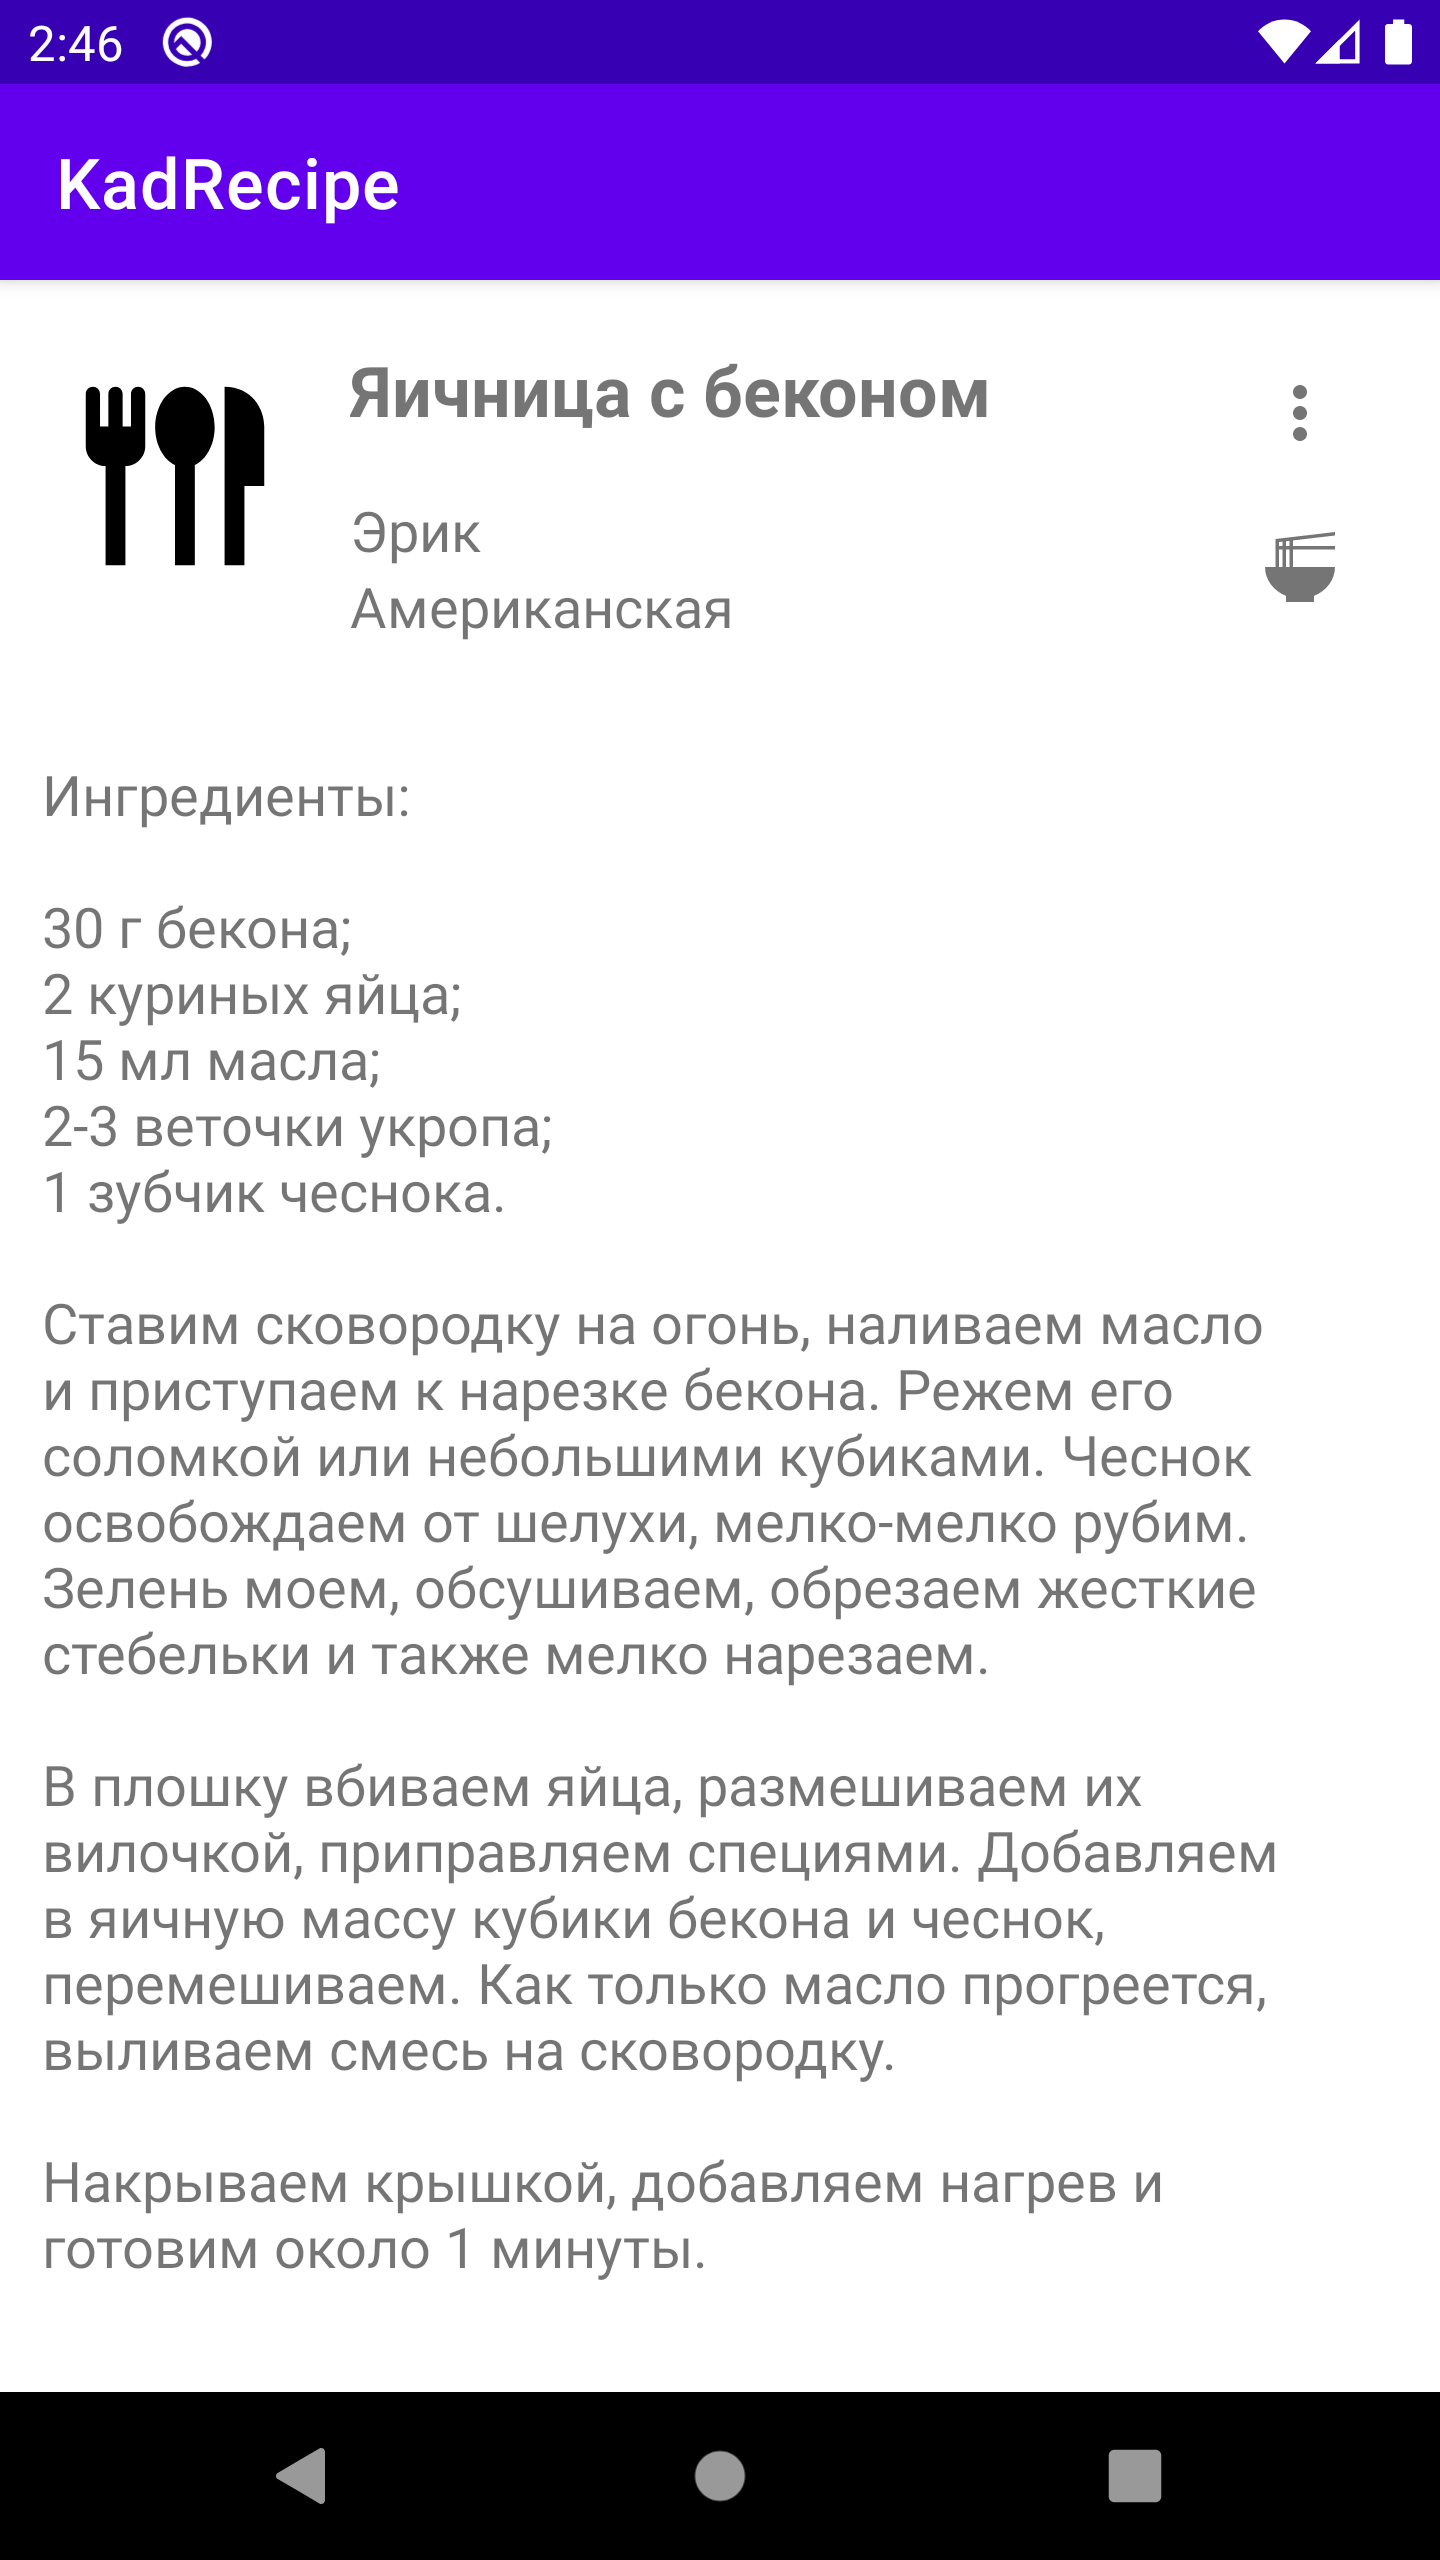 2:46
KadRecipe
Яичница с беконом
Эрик
Американская
Ингредиенты:
30 г бекона;
2 куриных яйца;
15 мл масла;
2-3 веточки укропа;
1 зубчик чеснока.
Ставим сковородку на огонь, наливаем масло
и приступаем к нарезке бекона. Режем его
соломкой или небольшими кубиками. Чеснок
освобождаем от шелухи, мелко-мелко рубим.
Зелень моем, обсушиваем, обрезаем жесткие
стебельки и также мелко нарезаем.
В плошку вбиваем яйца, размешиваем их
вилочкой, приправляем специями. Добавляем
в яичную массу кубики бекона и чеснок,
перемешиваем. Как только масло прогреется,
выливаем смесь на сковородку.
Накрываем крышкой, добавляем нагрев и
готовим около 1 минуты.